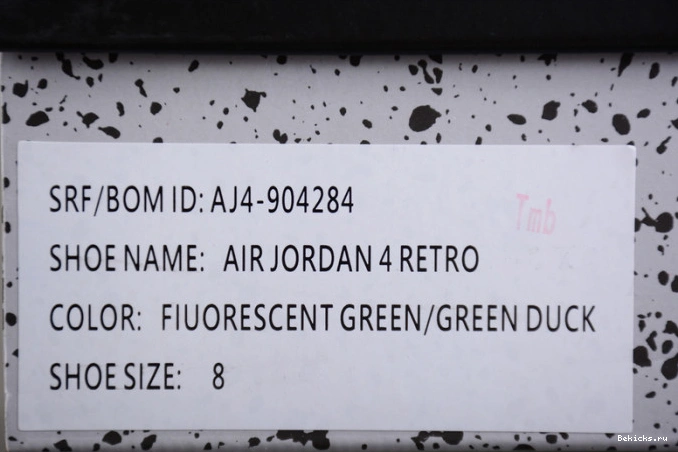 SRF/BOM ID: AJ4-904284
Tmb
SHOE NAME: AIR JORDAN 4 RETRO
COLOR: FIUORESCENT GREEN/GREEN DUCK
SHOE SIZE: 8
Bekicks.ru